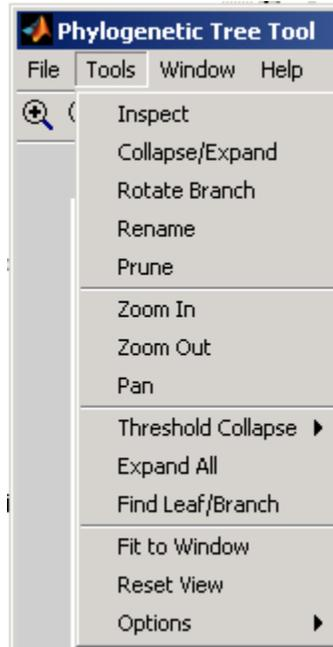 Phylogenetic Tree Tool
File Tools Window Help
Inspect
Collapse/Expand
Rotate Branch
Rename
Prune
Zoom In
Zoom Out
Pan
Threshold Collapse
Expand All
Find Leaf/Branch
Fit to Window
Reset View
Options